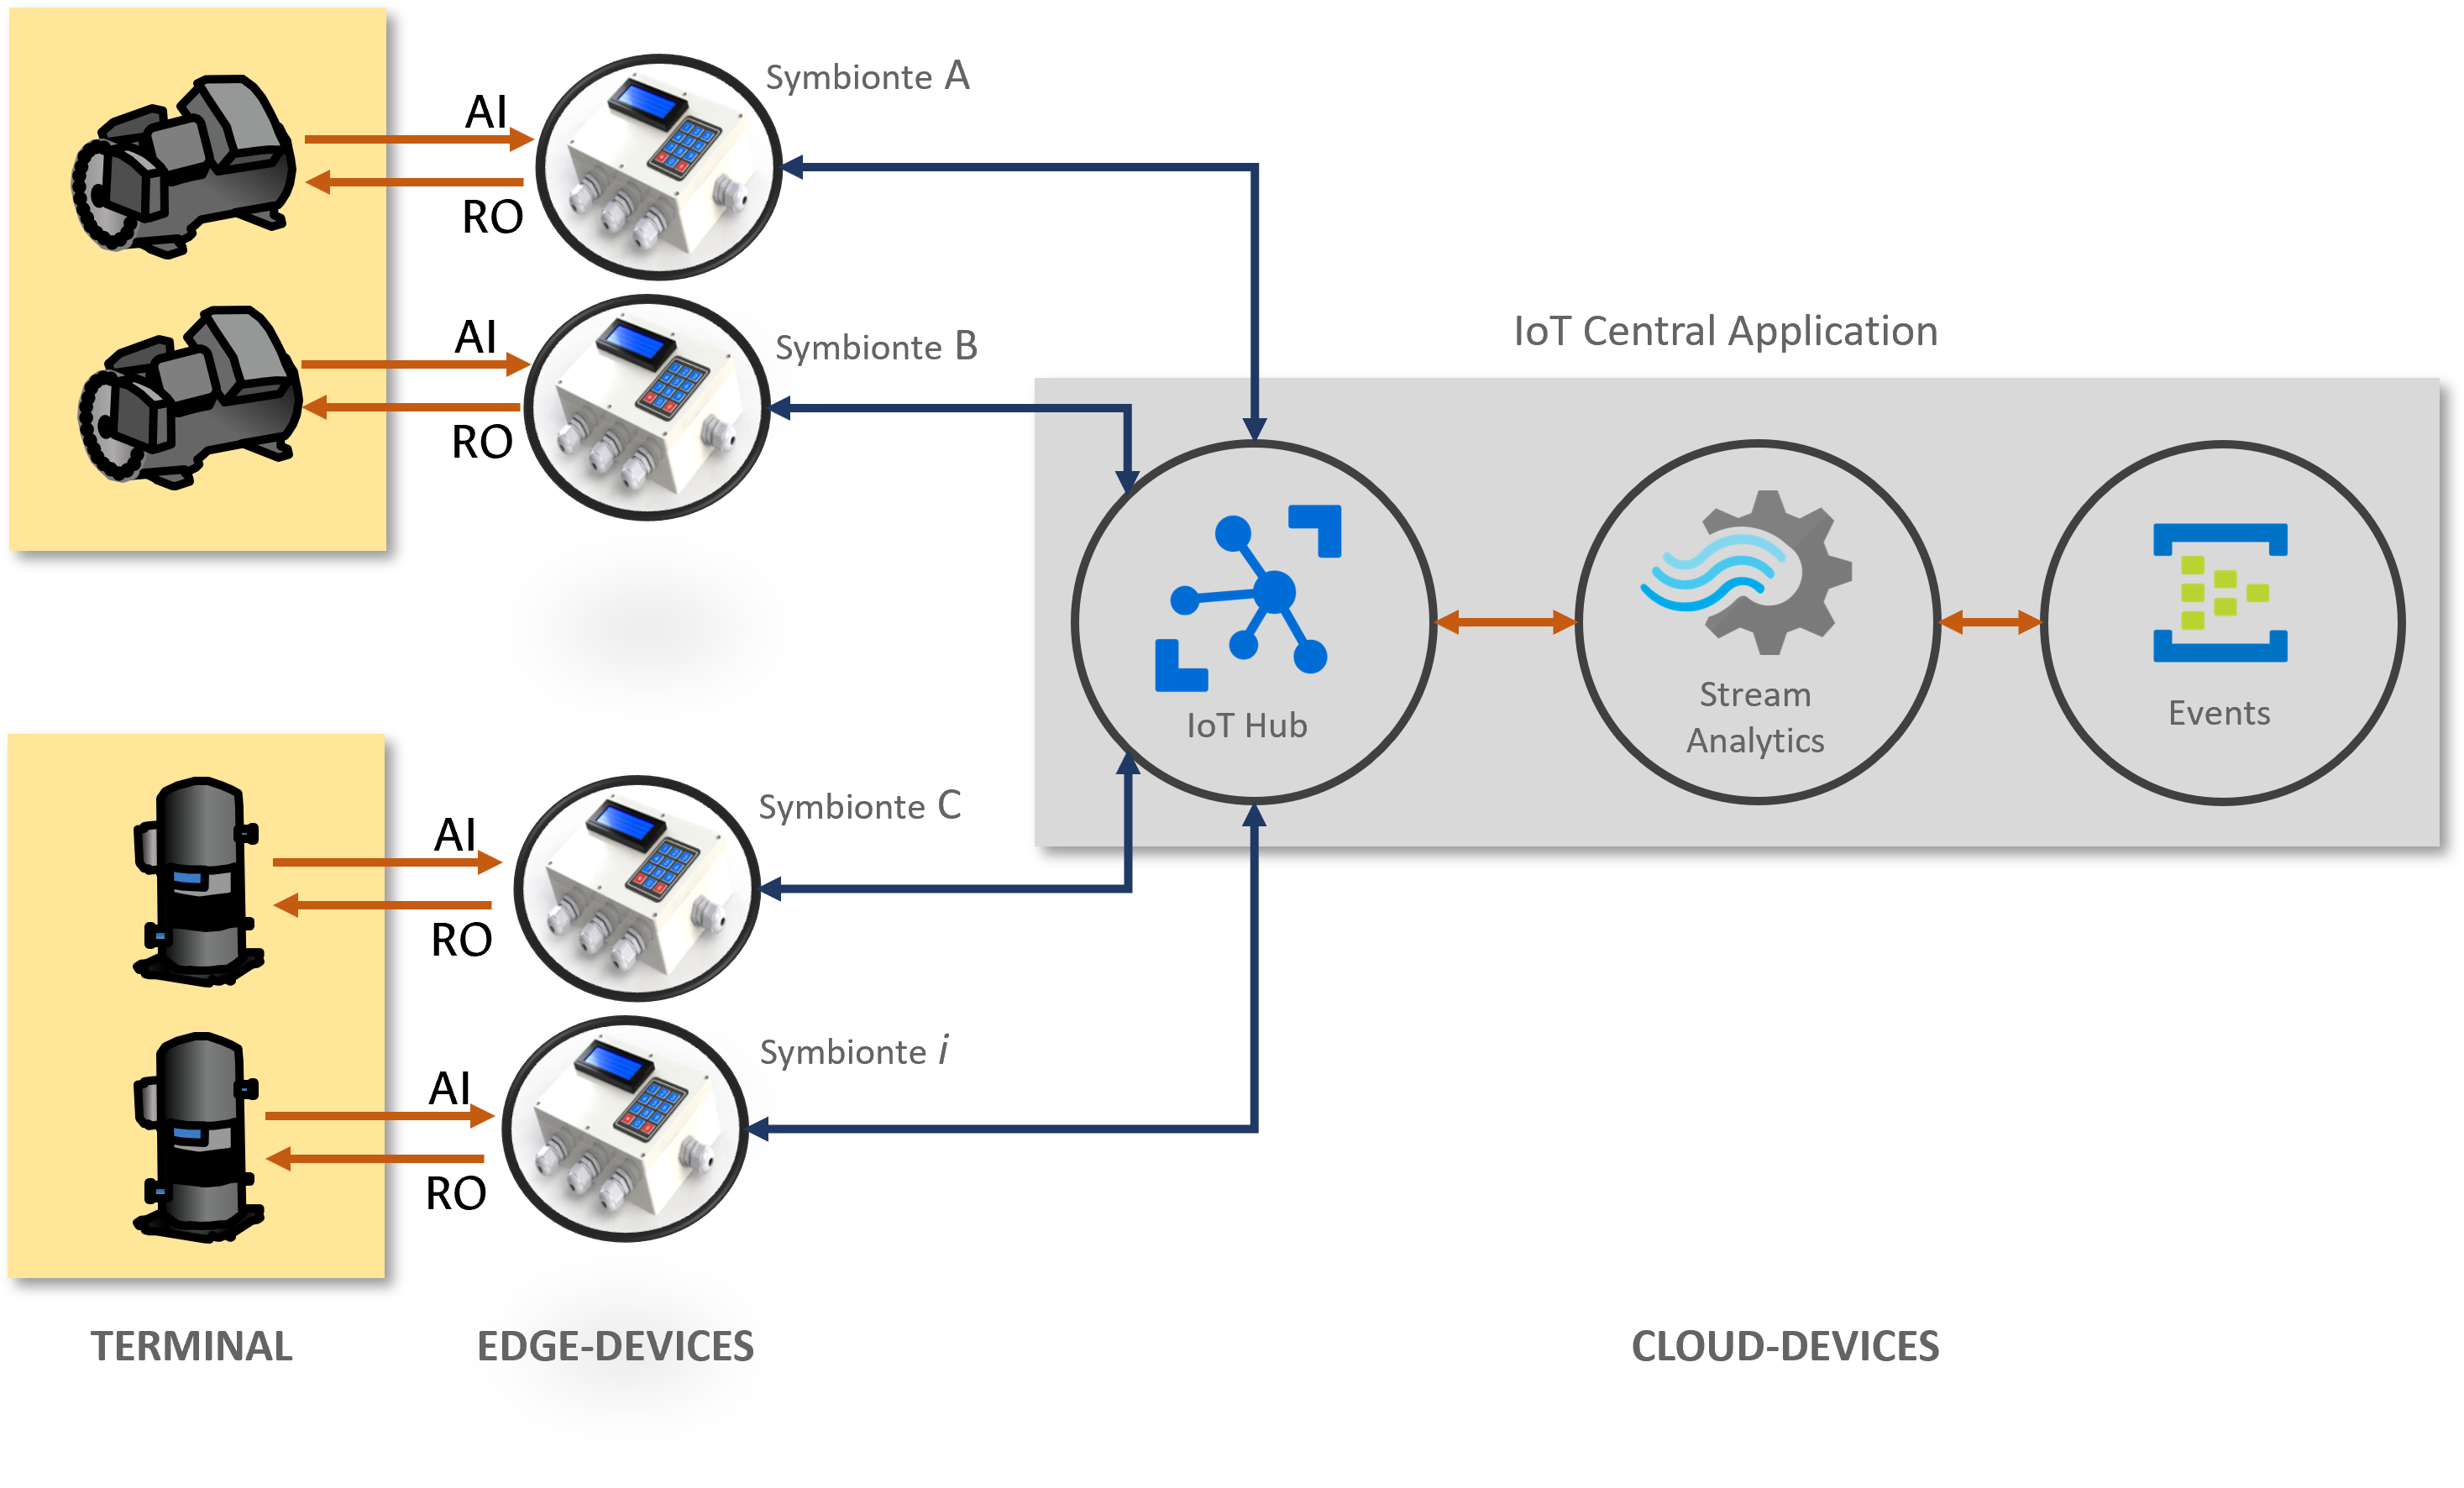 Symbionte A
AI
RO
Symbionte B
AI
RO
IoT Central Application
IoT Hub
Stream
Analytics
Events
Symbionte C
AI
RO
Symbionte i
AI
RO
TERMINAL
EDGE-DEVICES
CLOUD-DEVICES